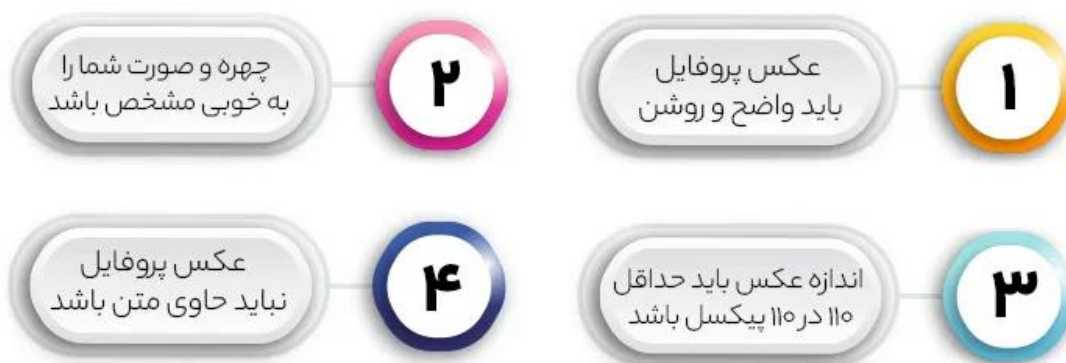 ۱
عکس پروفایل
باید واضح و روشن
۲
چهره و صورت شما را
به خوبی مشخص باشد
۳
اندازه عکس باید حداقل
۱۱۰ در ۱۱۰ پیکسل باشد
۴
عکس پروفایل
نباید حاوی متن باشد